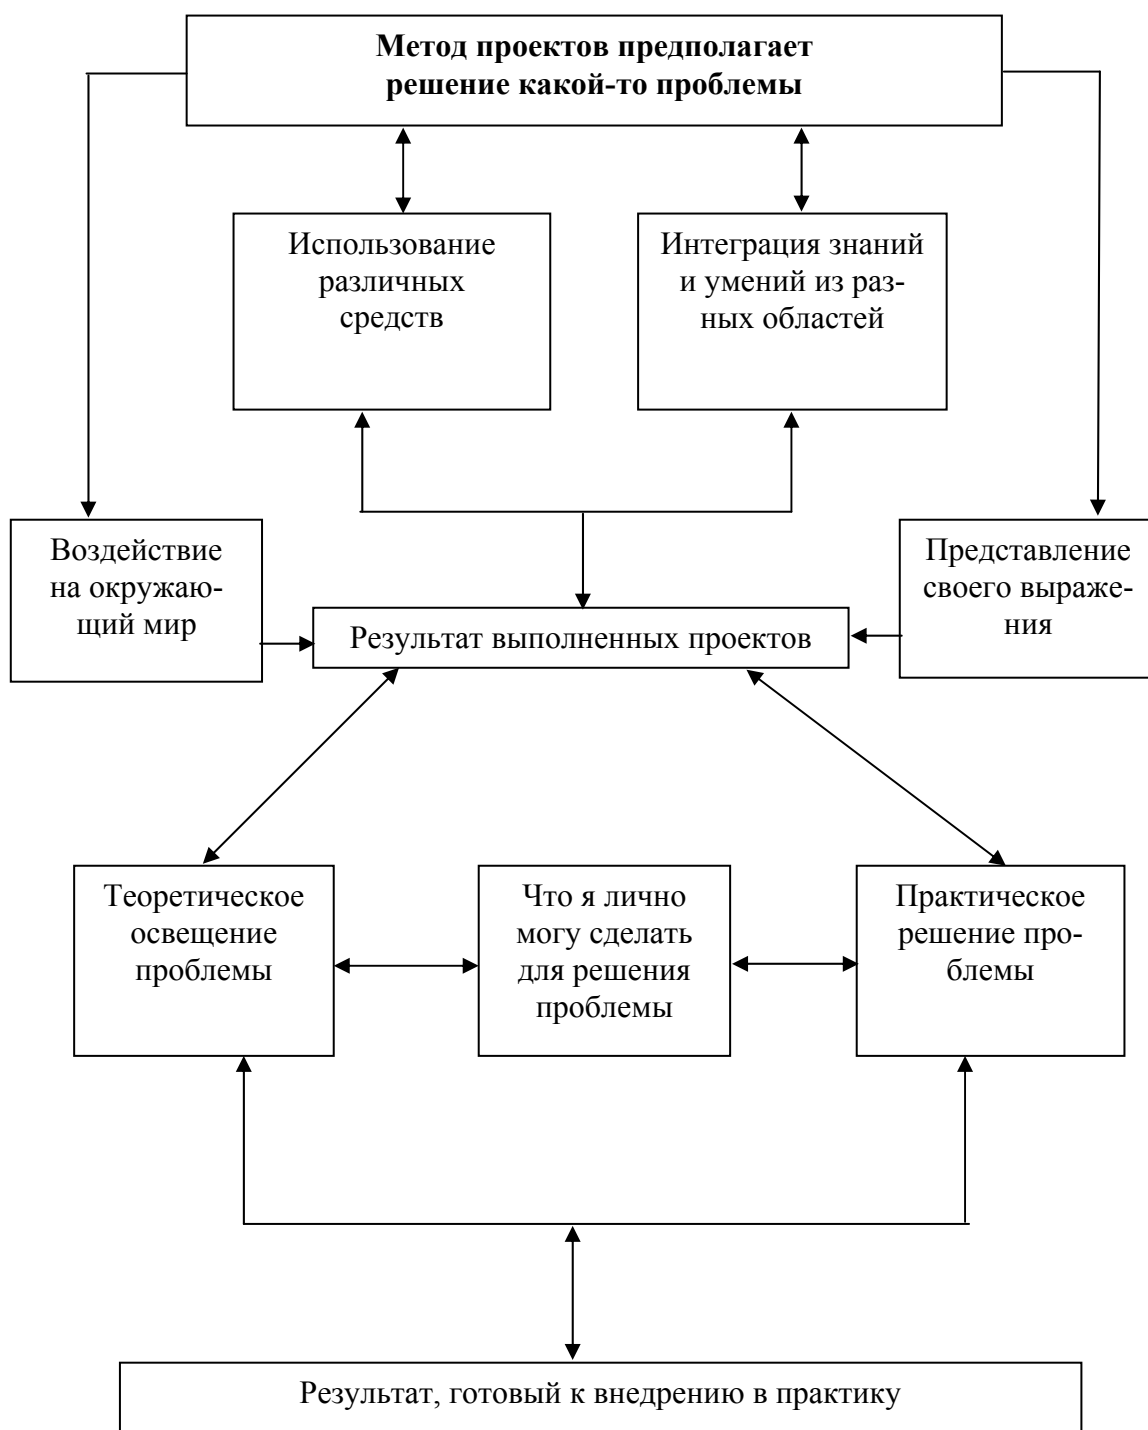 Метод проектов предполагает
решение какой-то проблемы
Использование
различных
средств
Интеграция знаний
и умений из раз-
ных областей
Воздействие
на окружаю-
щий мир
Представление
своего выраже-
ния
Результат выполненных проектов
Теоретическое
освещение
проблемы
Что я лично
могу сделать
для решения
проблемы
Практическое
решение про-
блемы
Результат, готовый к внедрению в практику